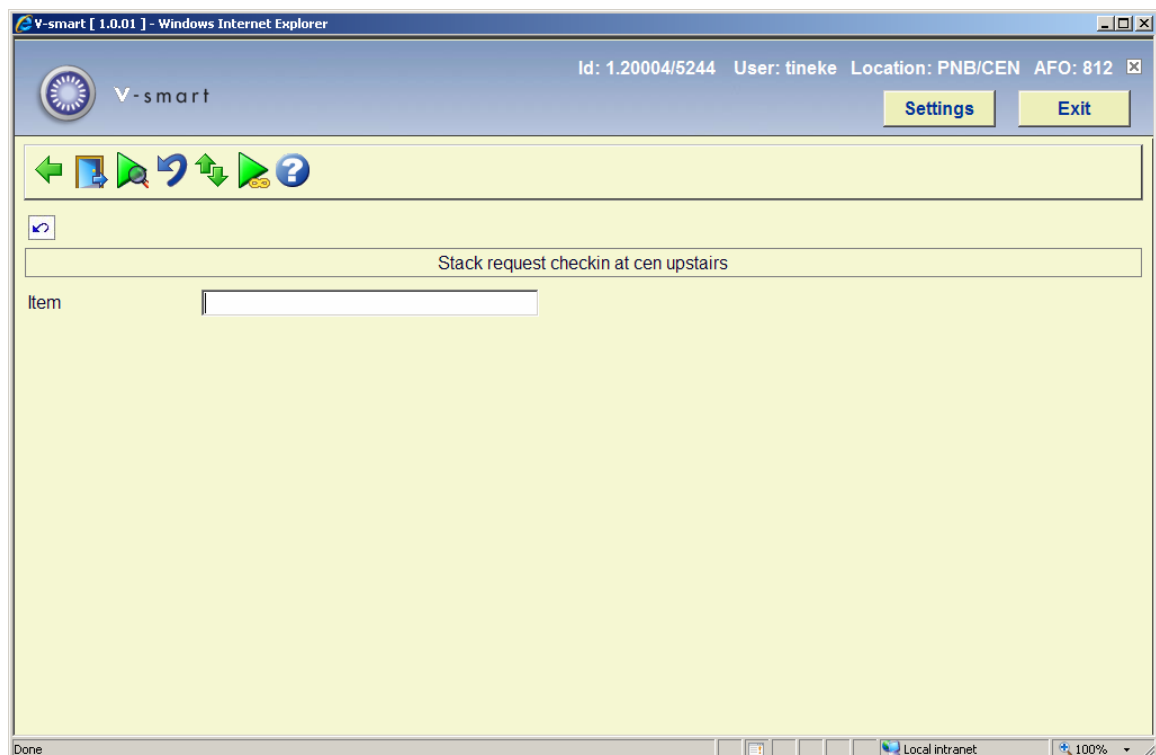 V-smart [ 1.0.01 ] - Windows Internet Explorer
Id: 1.20004/5244 User: tineke Location: PNB/CEN AFO: 812
V-smart
Settings Exit
Stack request checkin at cen upstairs
Item
Done Local intranet 100%